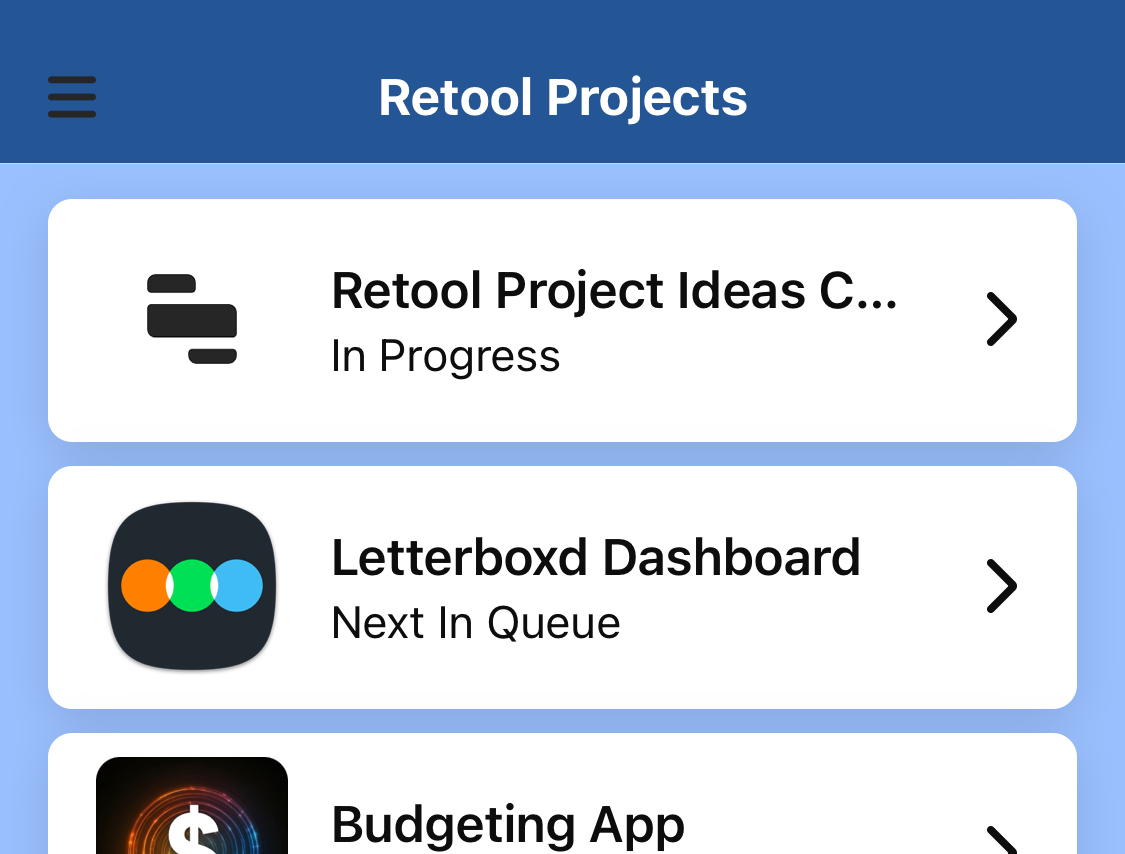 Retool Projects
Retool Project Ideas C...
In Progress
Letterboxd Dashboard
Next In Queue
$
Budgeting App